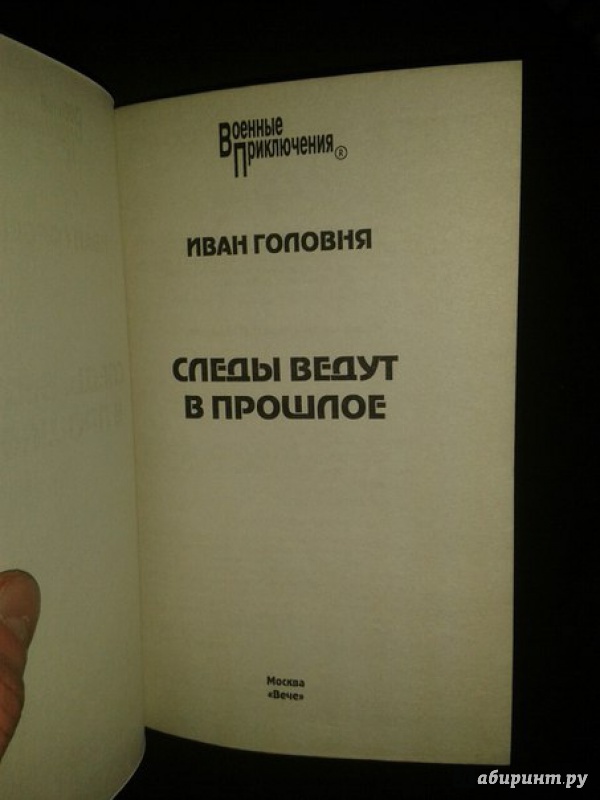 Военные
Приключения®
ИВАН ГОЛОВНЯ
СЛЕДЫ ВЕДУТ
В ПРОШЛОЕ
Москва
«Вече»
абиринт.ру